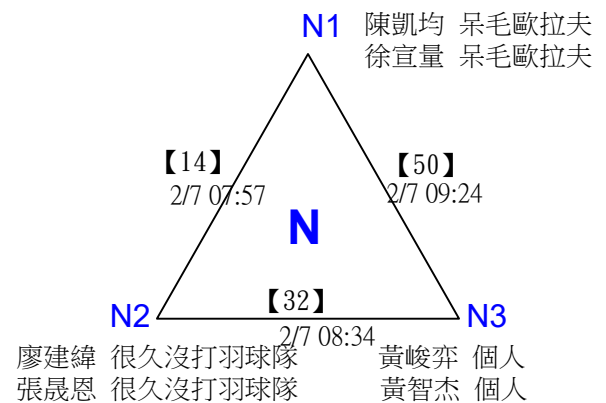 N1 陳凱均 呆毛歐拉夫
徐宣量 呆毛歐拉夫
【14】 【50】
2/7 07:57 2/7 09:24
N
【32】
N2 N3
2/7 08:34
廖建緯 很久沒打羽球隊 黃峻弈 個人
張晟恩 很久沒打羽球隊 黃智杰 個人